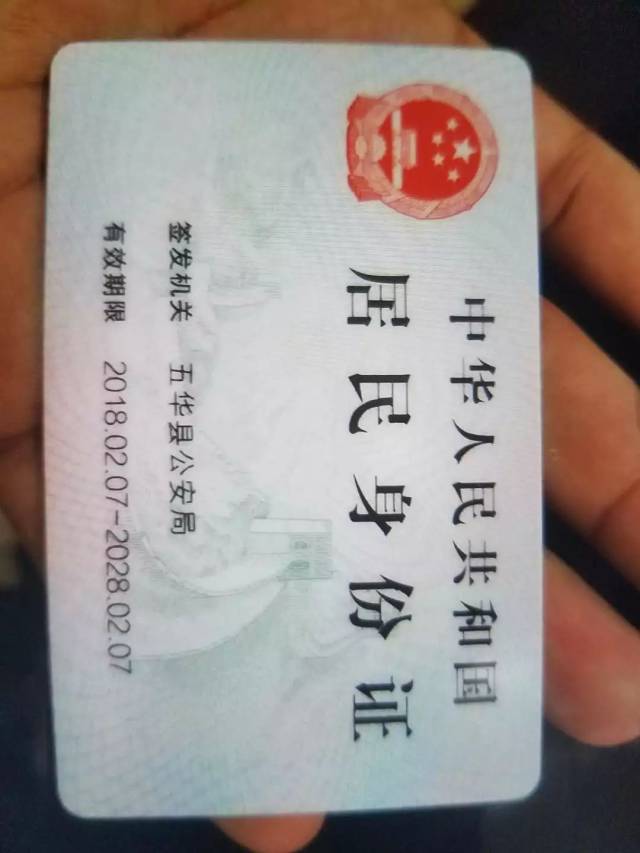 中华人民共和国
居民身份证
签发机关 五华县公安局
有效期限 2018.02.07-2028.02.07